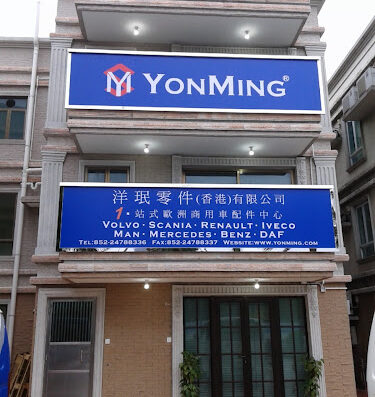 YONMING®
洋珉零件(香港)有限公司
1·站式歐洲商用車配件中心
VOLVO·SCANIA·RENAULT·IVECO
MAN·MERCEDES·BENZ·DAF
TEL:852-24788336 FAX:852-24788337 WEBSITE:WWW.YONMING.COM